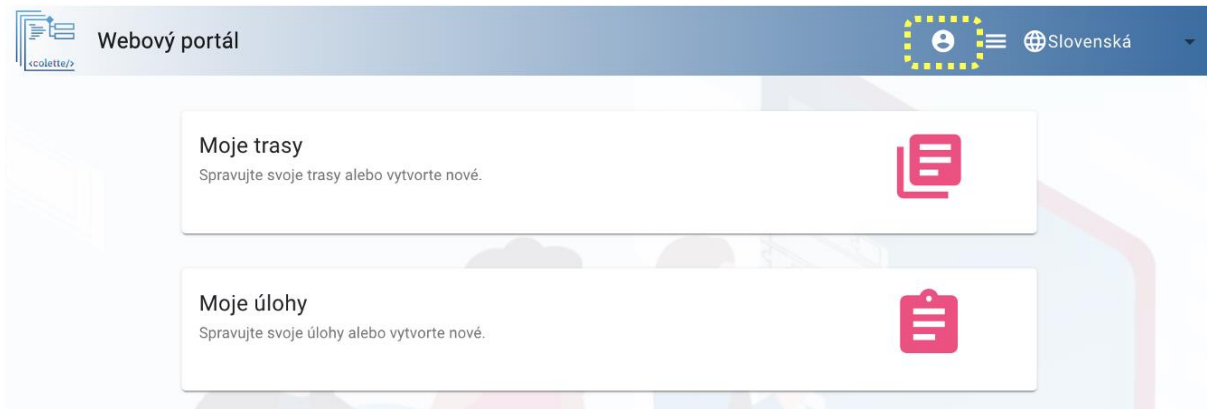 <colette/>
Webový portál
Slovenská
Moje trasy
Spravujte svoje trasy alebo vytvorte nové.
Moje úlohy
Spravujte svoje úlohy alebo vytvorte nové.